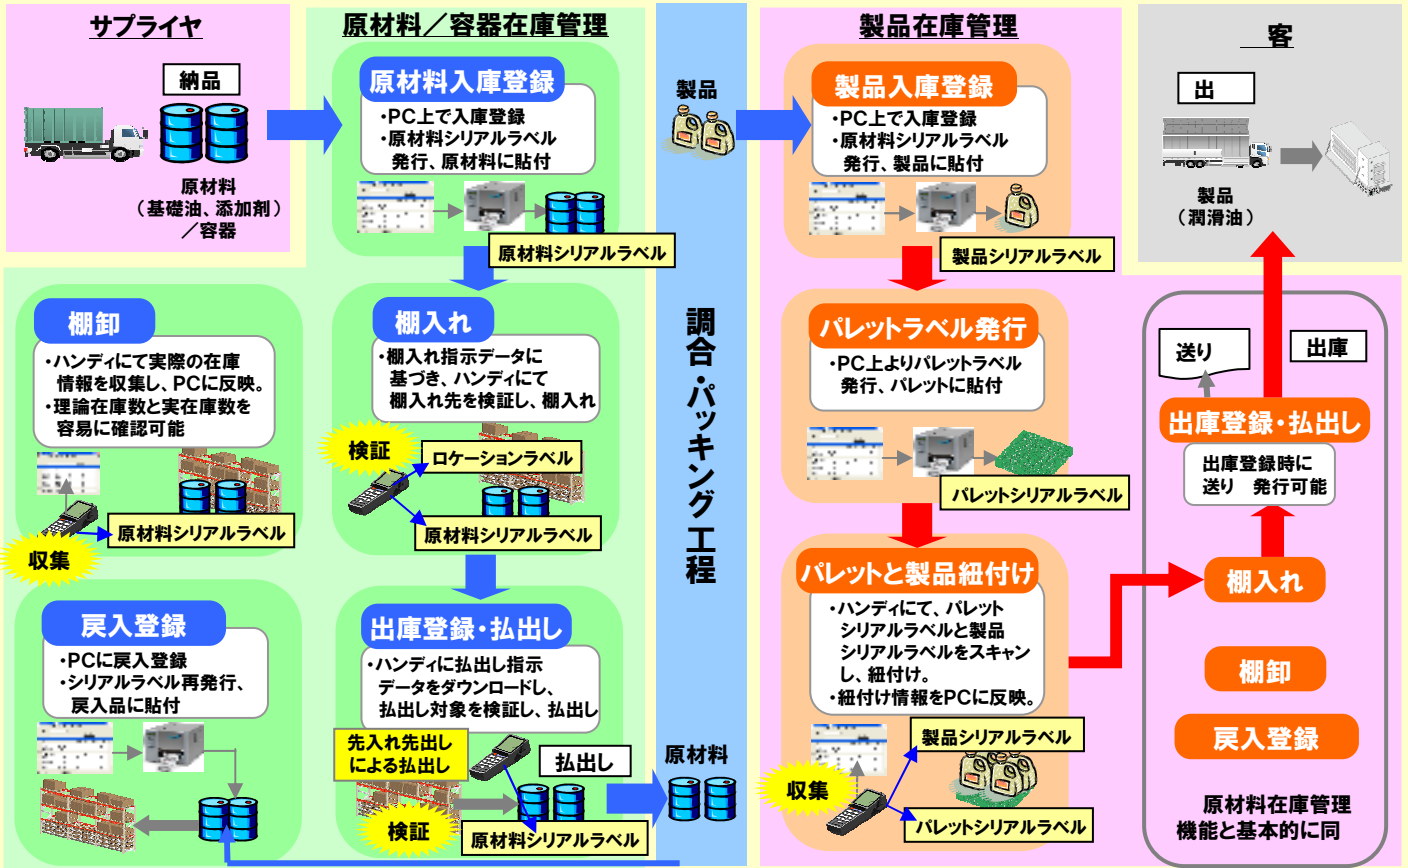 サプライヤ
納品
原材料
（基礎油、添加剤）
／容器
原材料／容器在庫管理
原材料入庫登録
・PC上で入庫登録
・原材料シリアルラベル
発行、原材料に貼付
原材料シリアルラベル
棚入れ
・棚入れ指示データに
基づき、ハンディにて
棚入れ先を検証し、棚入れ
検証
ロケーションラベル
原材料シリアルラベル
出庫登録・払出し
・ハンディに払出し指示
データをダウンロードし、
払出し対象を検証し、払出し
先入れ先出し
による払出し
払出し
検証
原材料シリアルラベル
棚卸
・ハンディにて実際の在庫
情報を収集し、PCに反映。
・理論在庫数と実在庫数を
容易に確認可能
原材料シリアルラベル
収集
戻入登録
・PCに戻入登録
・シリアルラベル再発行、
戻入品に貼付
製品
調合・パッキング工程
原材料
製品在庫管理
製品入庫登録
・PC上で入庫登録
・原材料シリアルラベル
発行、製品に貼付
製品シリアルラベル
パレットラベル発行
・PC上よりパレットラベル
発行、パレットに貼付
パレットシリアルラベル
パレットと製品紐付け
・ハンディにて、パレット
シリアルラベルと製品
シリアルラベルをスキャン
し、紐付け。
・紐付け情報をPCに反映。
製品シリアルラベル
収集
パレットシリアルラベル
客
出
製品
（潤滑油）
送り
出庫
出庫登録・払出し
出庫登録時に
送り　発行可能
棚入れ
棚卸
戻入登録
原材料在庫管理
機能と基本的に同